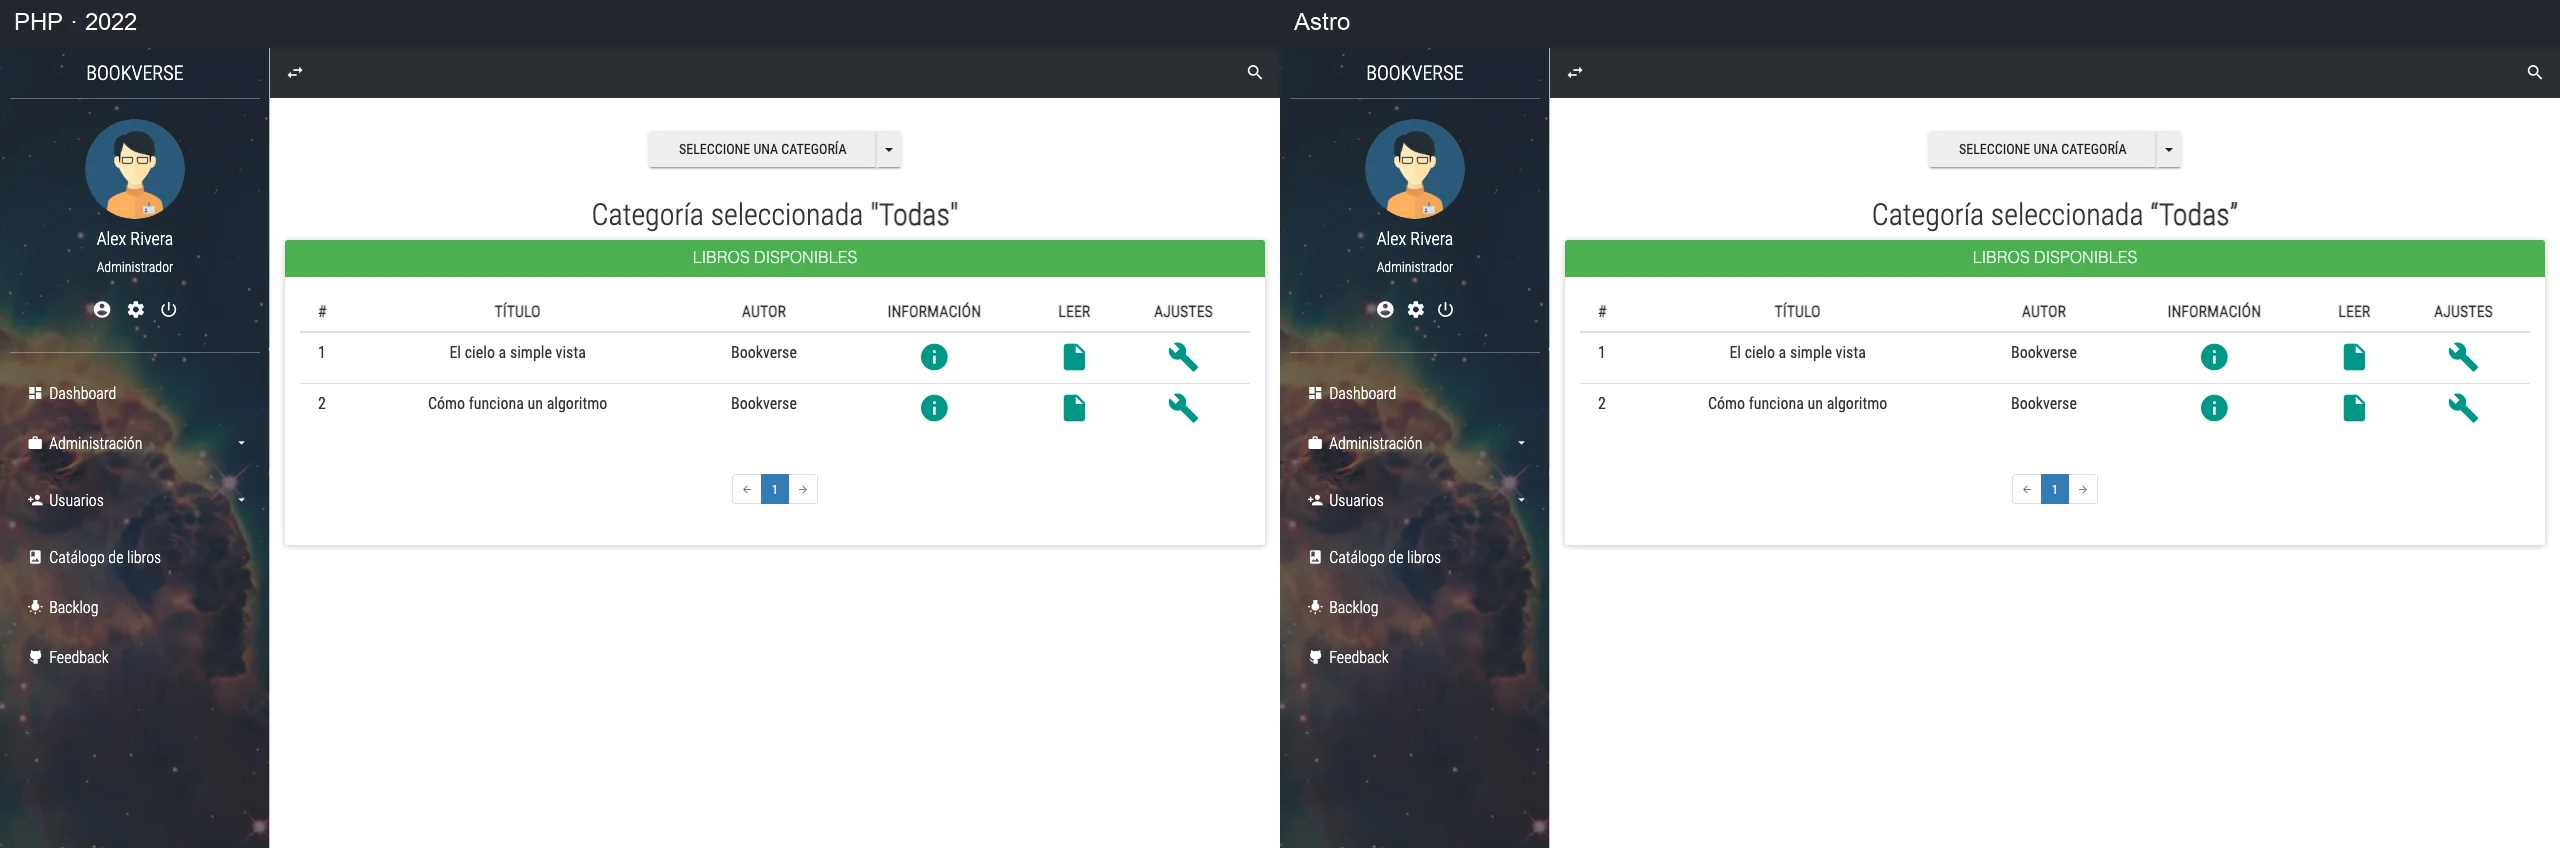 PHP · 2022
BOOKVERSE
Alex Rivera
Administrador
Dashboard
Administración
Usuarios
Catálogo de libros
Backlog
Feedback
SELECCIONE UNA CATEGORÍA
Categoría seleccionada "Todas"
LIBROS DISPONIBLES
# TÍTULO AUTOR INFORMACIÓN LEER AJUSTES
1 El cielo a simple vista Bookverse
2 Cómo funciona un algoritmo Bookverse
← 1 →
Astro
BOOKVERSE
Alex Rivera
Administrador
Dashboard
Administración
Usuarios
Catálogo de libros
Backlog
Feedback
SELECCIONE UNA CATEGORÍA
Categoría seleccionada “Todas”
LIBROS DISPONIBLES
# TÍTULO AUTOR INFORMACIÓN LEER AJUSTES
1 El cielo a simple vista Bookverse
2 Cómo funciona un algoritmo Bookverse
← 1 →